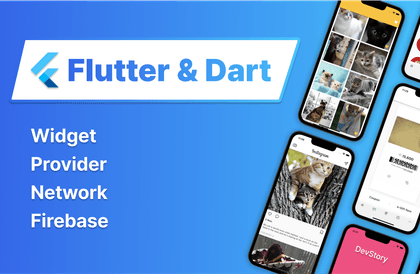 Flutter & Dart
Widget
Provider
Network
Firebase
DevStory